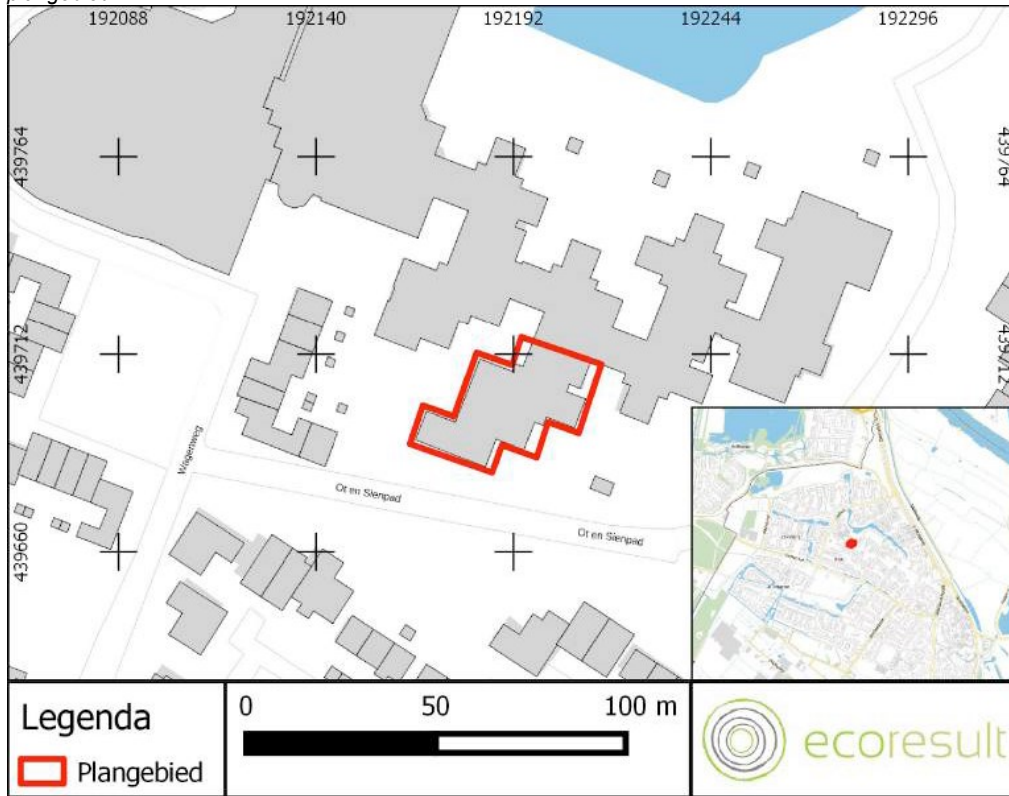 192088 192140 192192 192244 192296
439764 439764
439712 439712
Wagenweg
Ot en Sienpad
Ot en Sienpad
439660
Legenda
Plangebied
0 50 100 m
ecoresult